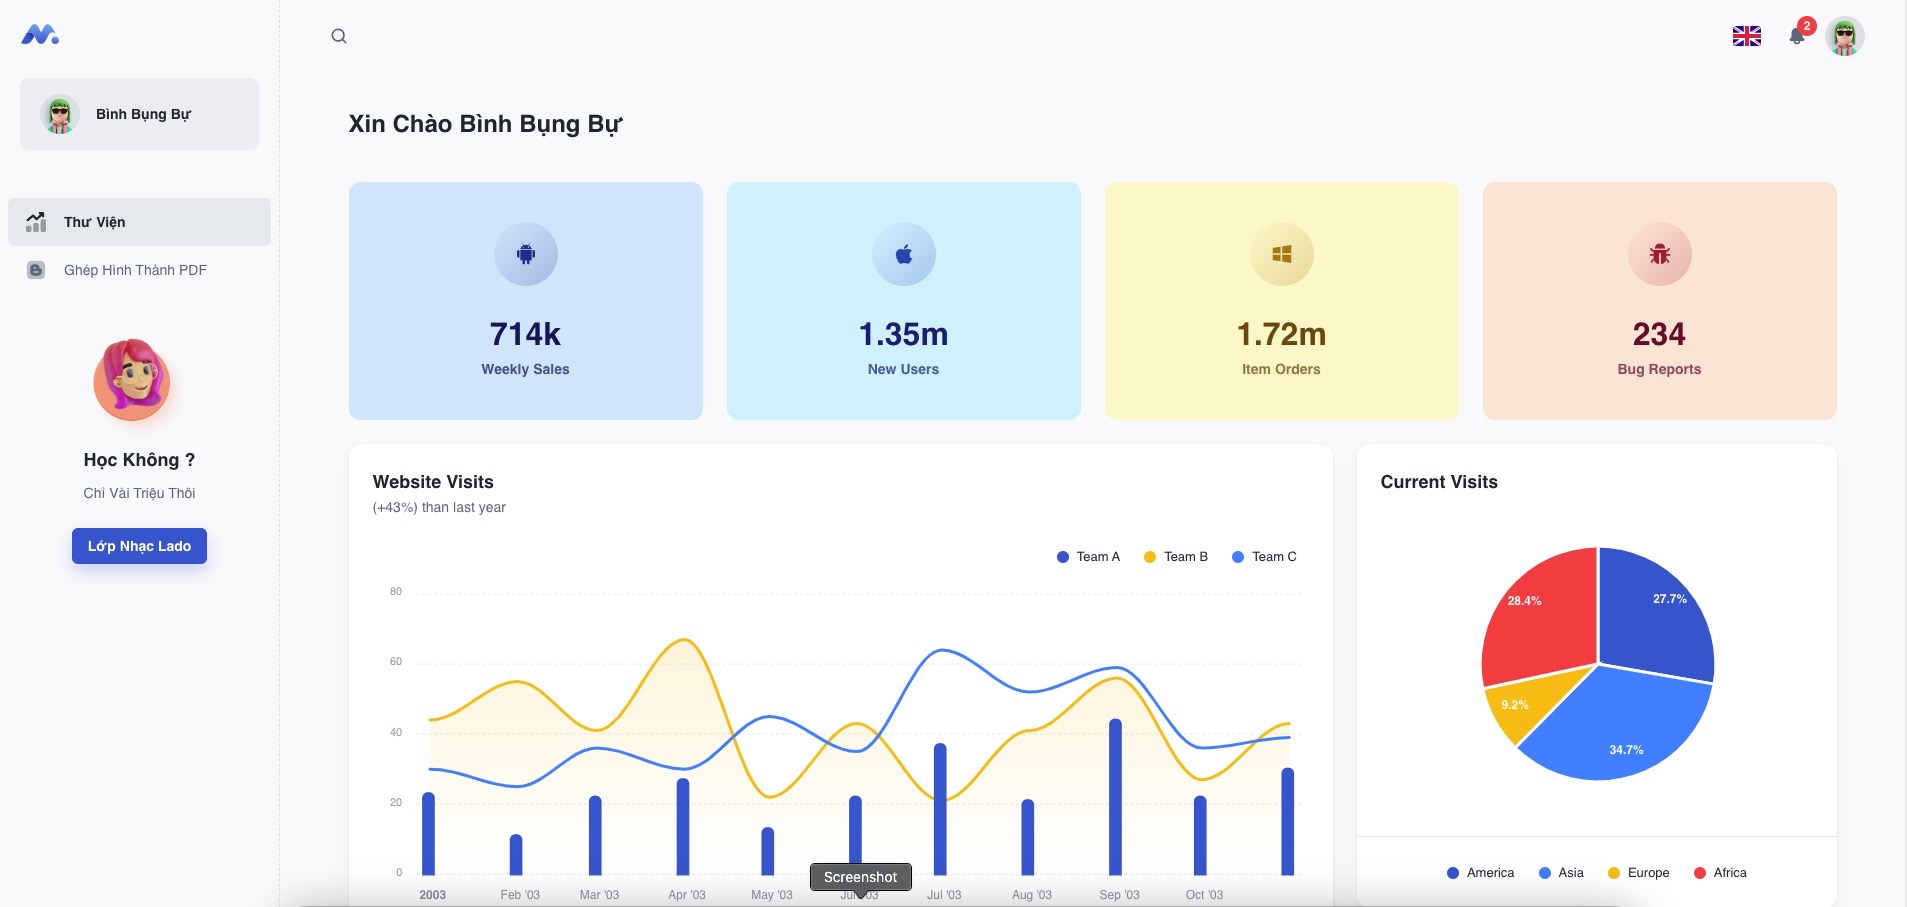 2
Bình Bụng Bự
Xin Chào Bình Bụng Bự
Thư Viện
Ghép Hình Thành PDF
Học Không ?
Chỉ Vài Triệu Thôi
Lớp Nhạc Lado
714k
Weekly Sales
1.35m
New Users
1.72m
Item Orders
234
Bug Reports
Website Visits
(+43%) than last year
Team A
Team B
Team C
80
60
40
20
0
2003
Feb '03
Mar '03
Apr '03
May '03
Jul '03
Aug '03
Sep '03
Oct '03
Screenshot
Current Visits
28.4%
27.7%
9.2%
34.7%
America
Asia
Europe
Africa